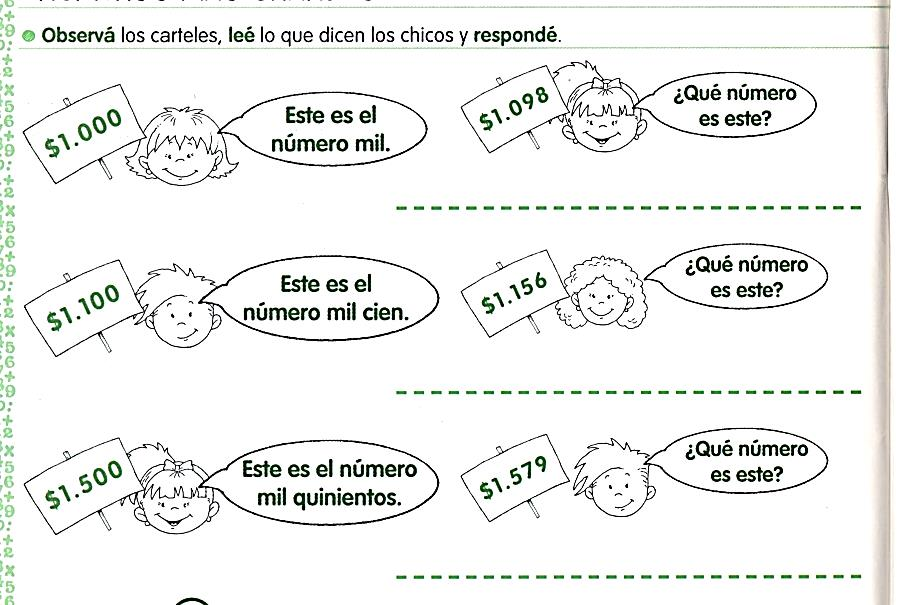 Observá los carteles, leé lo que dicen los chicos y respondé.
$1.000
Este es el
número mil.
$1.098
¿Qué número
es este?
$1.100
Este es el
número mil cien.
$1.156
¿Qué número
es este?
$1.500
Este es el número
mil quinientos.
$1.579
¿Qué número
es este?